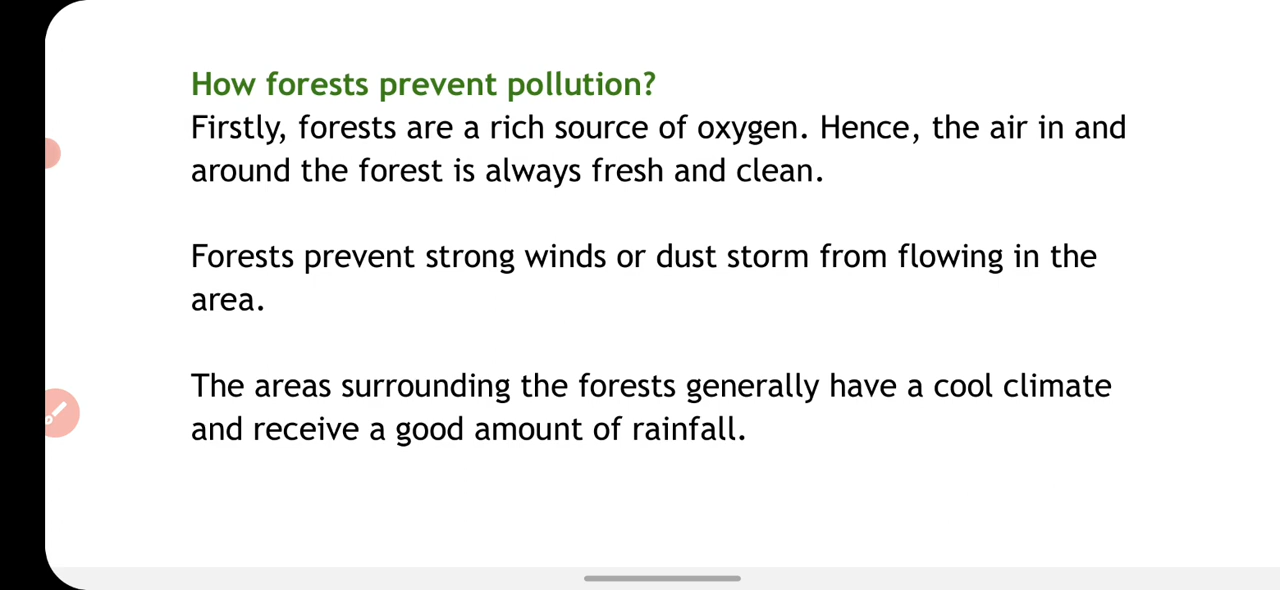 How forests prevent pollution?
Firstly, forests are a rich source of oxygen. Hence, the air in and
around the forest is always fresh and clean.
Forests prevent strong winds or dust storm from flowing in the
area.
The areas surrounding the forests generally have a cool climate
and receive a good amount of rainfall.